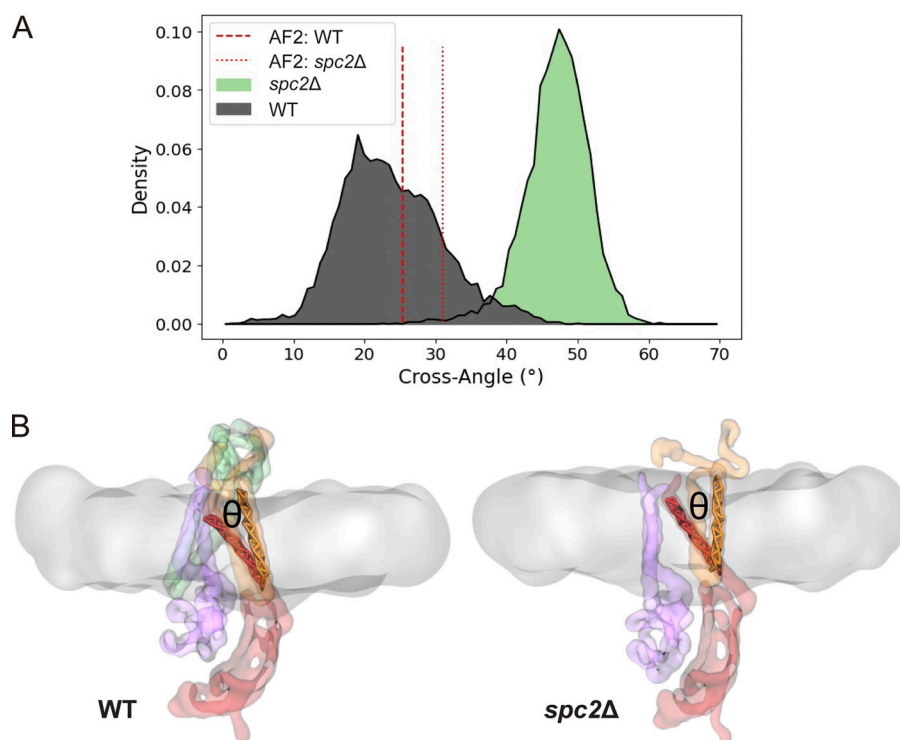 A
AF2: WT
AF2: spc2Δ
spc2Δ
WT
Density
0.10
0.08
0.06
0.04
0.02
0.00
0 10 20 30 40 50 60 70
Cross-Angle (°)
B
θ θ
WT spc2Δ